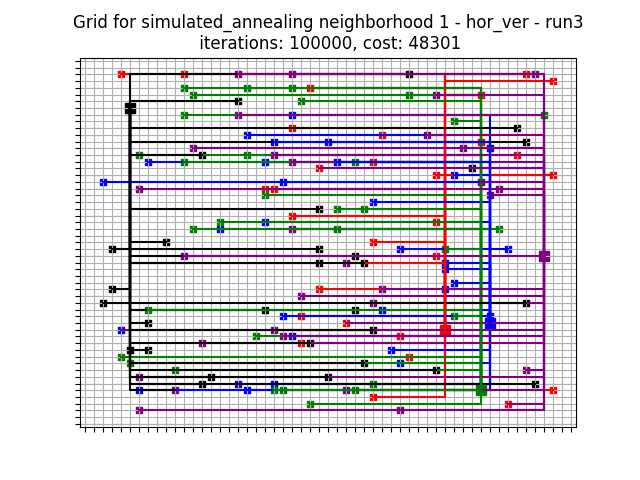 Grid for simulated_annealing neighborhood 1 - hor_ver - run3
iterations: 100000, cost: 48301